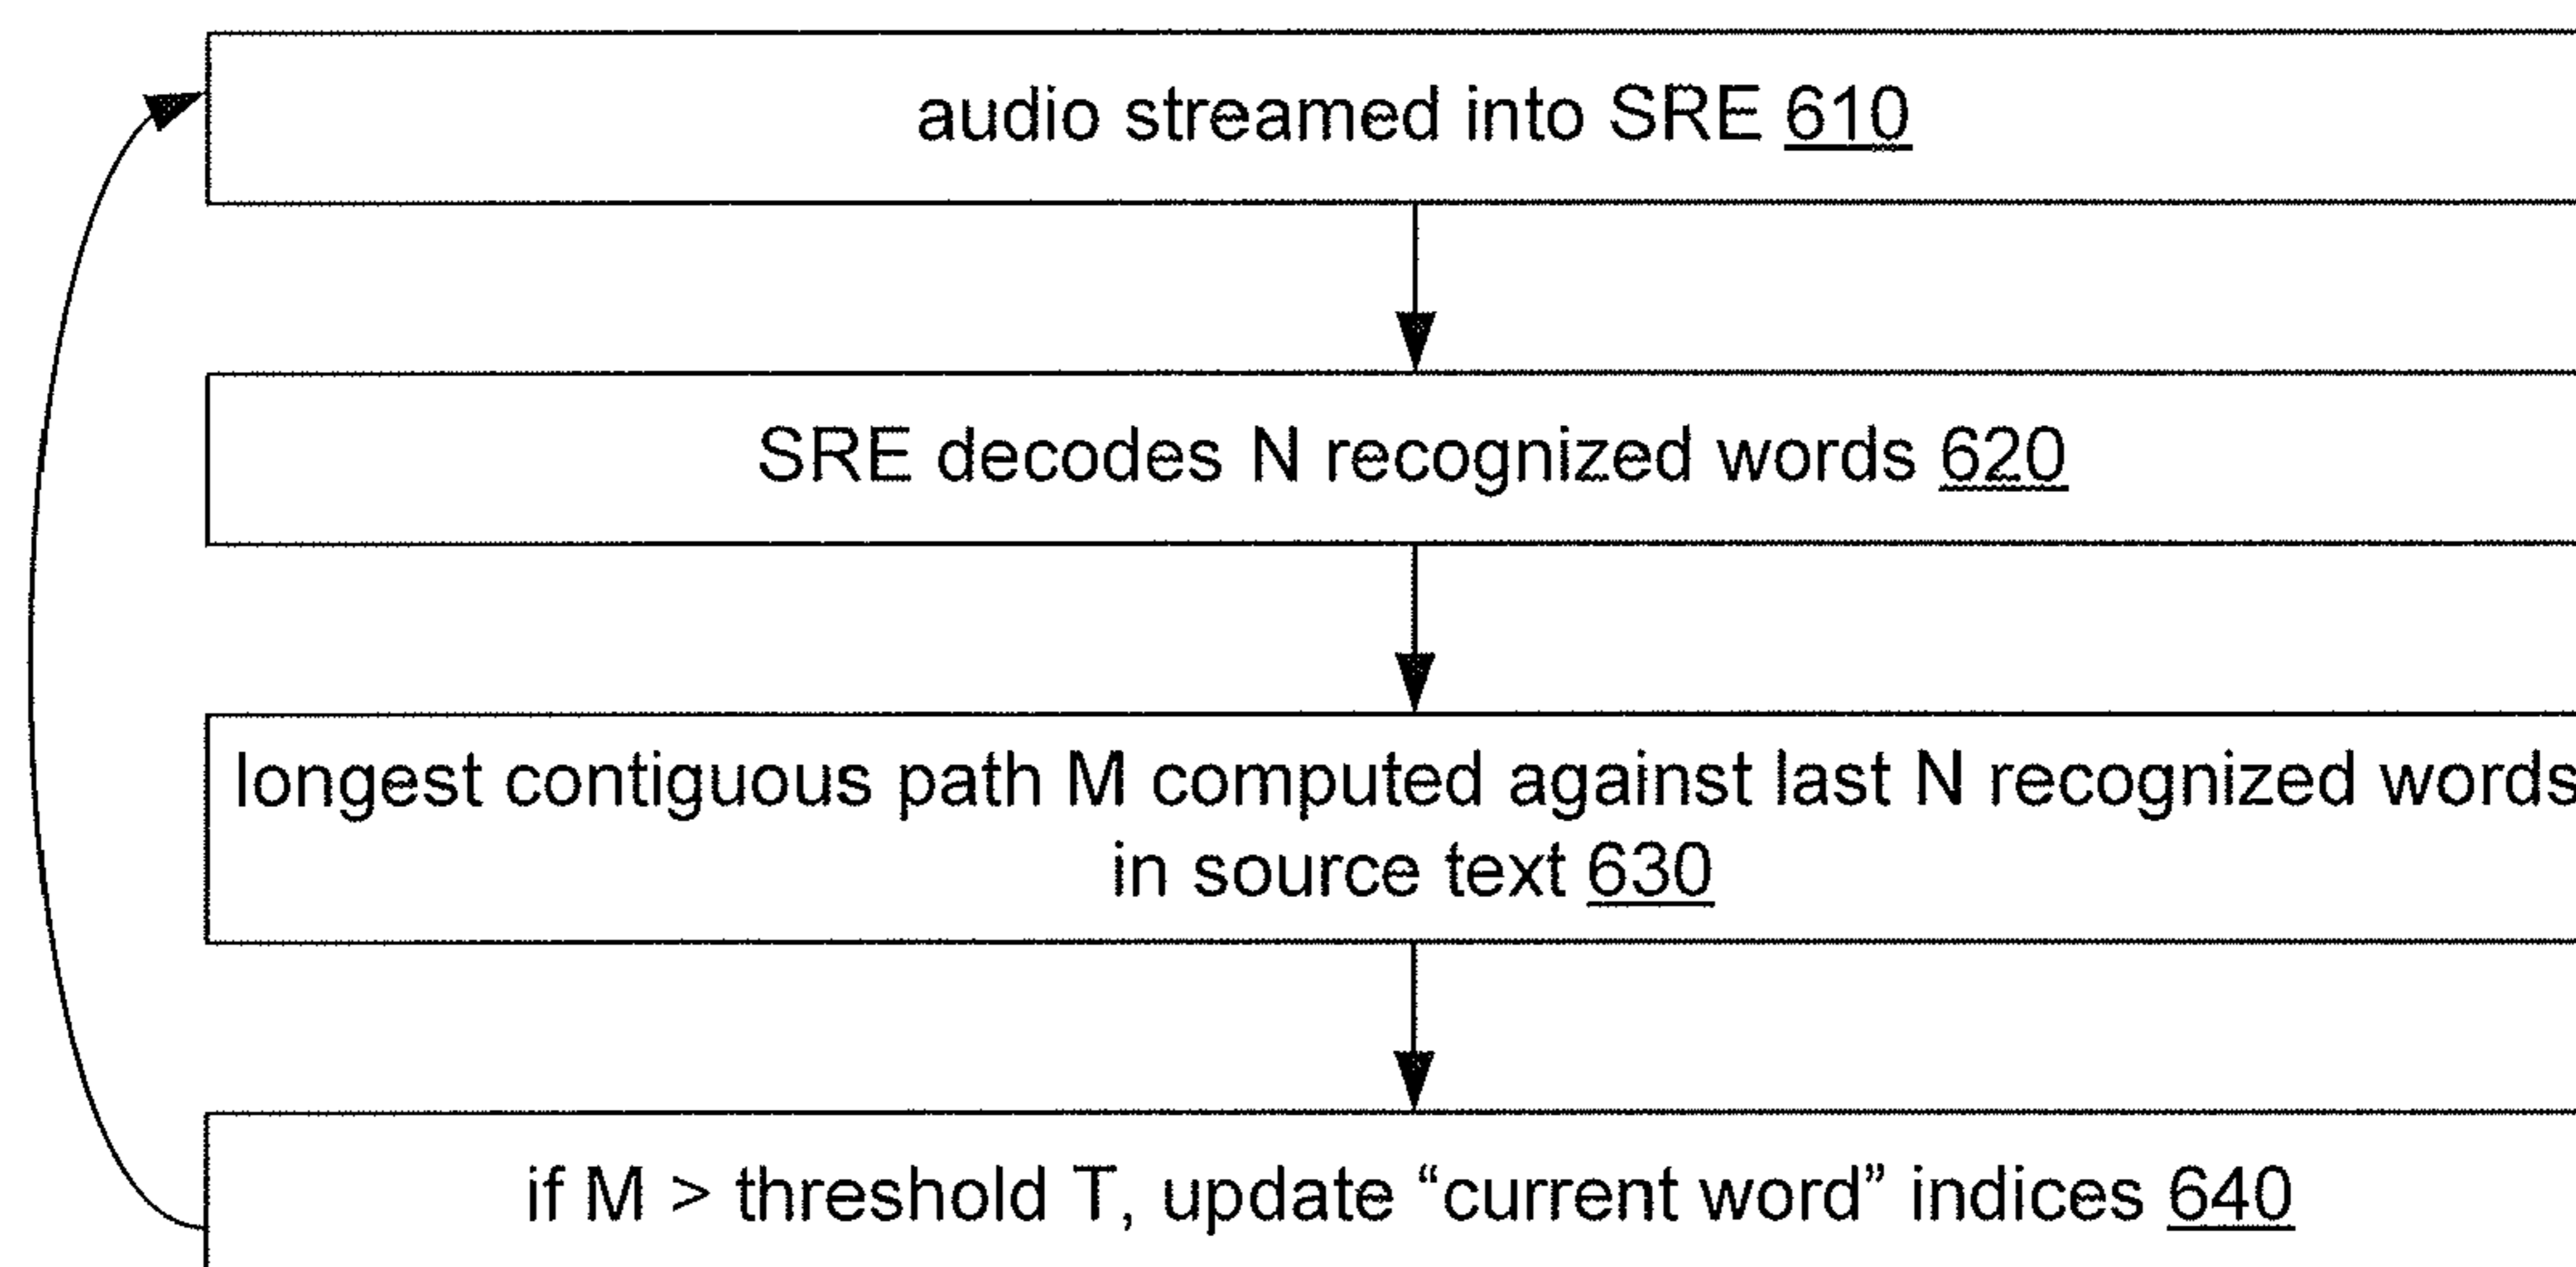 audio streamed into SRE 610
SRE decodes N recognized words 620
longest contiguous path M computed against last N recognized words
in source text 630
if M > threshold T, update “current word” indices 640